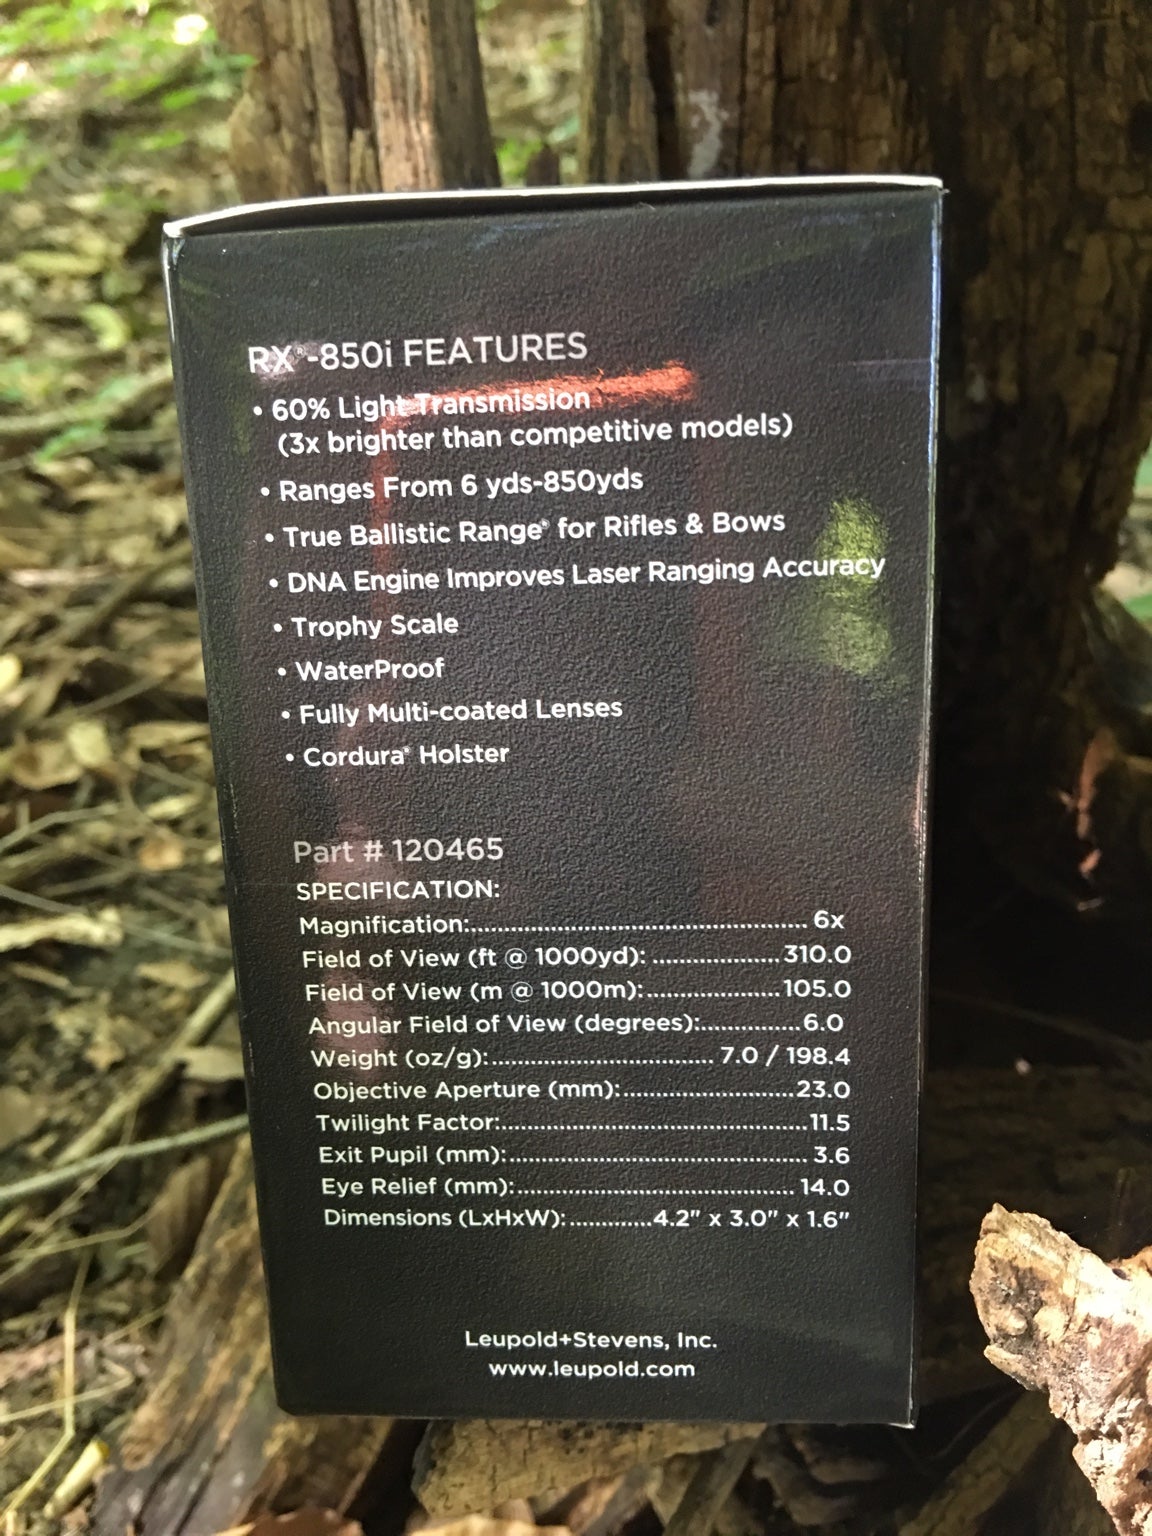 RX®-850i FEATURES
• 60% Light Transmission
(3x brighter than competitive models)
• Ranges From 6 yds-850yds
• True Ballistic Range® for Rifles & Bows
• DNA Engine Improves Laser Ranging Accuracy
• Trophy Scale
• WaterProof
• Fully Multi-coated Lenses
• Cordura® Holster
Part # 120465
SPECIFICATION:
Magnification:.................................................. 6x
Field of View (ft @ 1000yd): ...................310.0
Field of View (m @ 1000m):....................105.0
Angular Field of View (degrees):...............6.0
Weight (oz/g):................................. 7.0 / 198.4
Objective Aperture (mm):.........................23.0
Twilight Factor:..............................................11.5
Exit Pupil (mm):............................................ 3.6
Eye Relief (mm):......................................... 14.0
Dimensions (LxHxW):............4.2" x 3.0" x 1.6"
Leupold+Stevens, Inc.
www.leupold.com